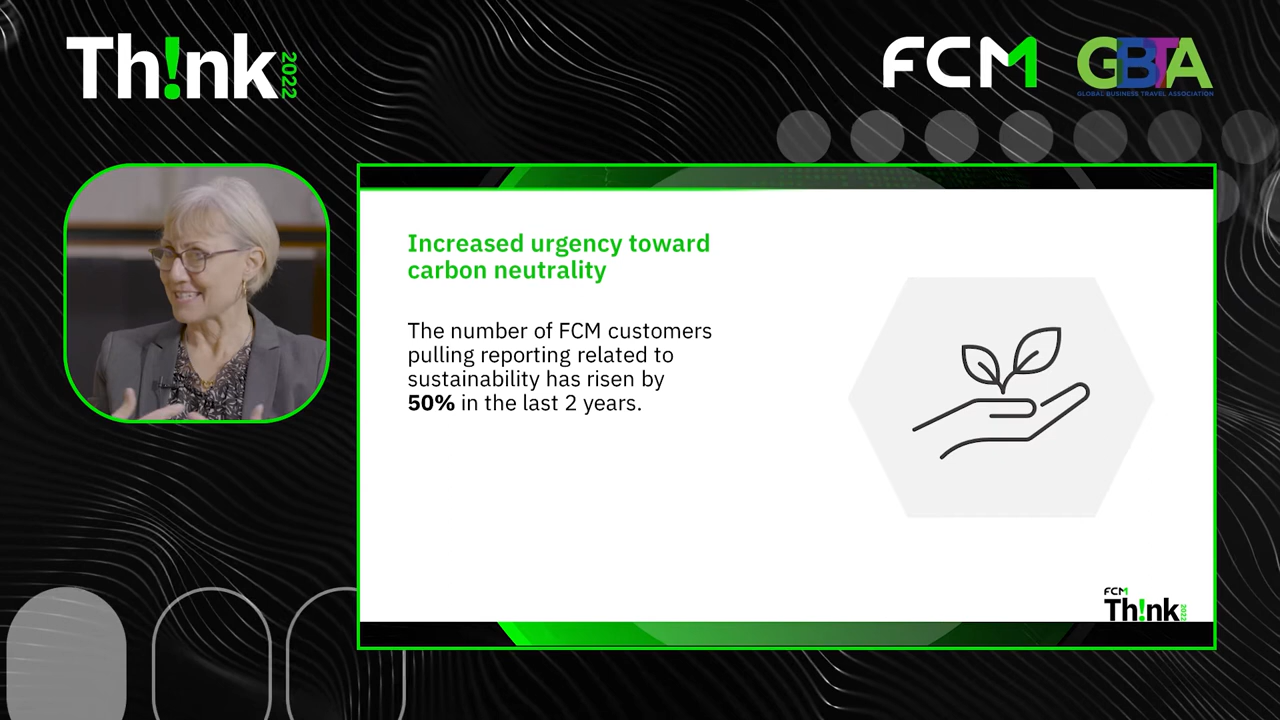 Th!nk 2022
FCM
GBTA
GLOBAL BUSINESS TRAVEL ASSOCIATION
Increased urgency toward
carbon neutrality
The number of FCM customers
pulling reporting related to
sustainability has risen by
50% in the last 2 years.
FCM
Th!nk 2022